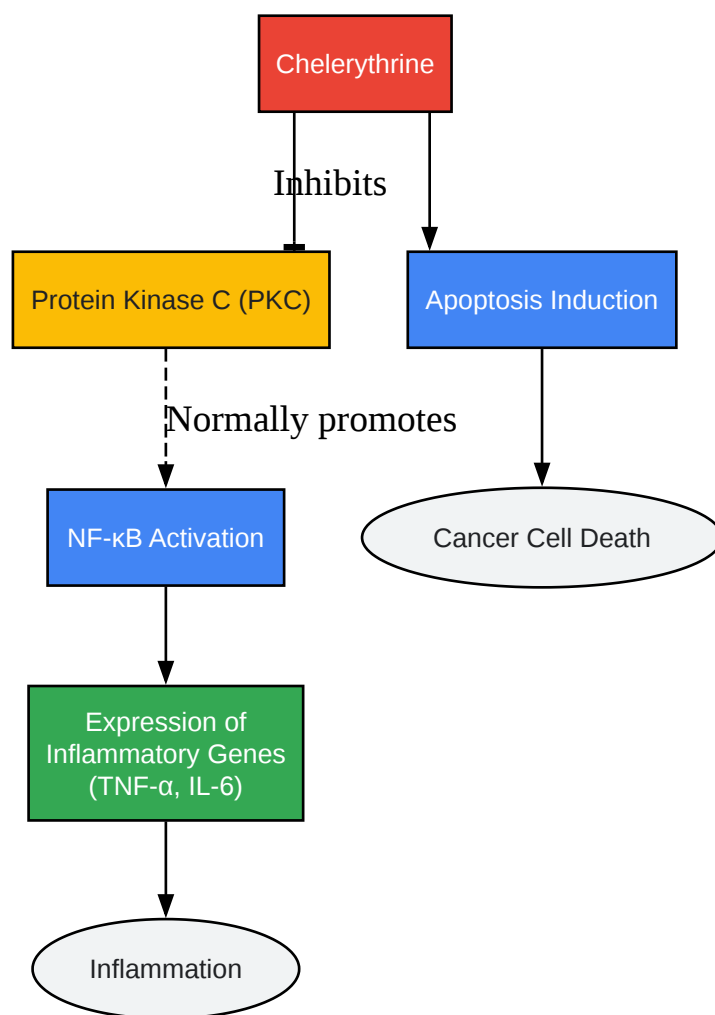 Chelerythrine
Inhibits
Protein Kinase C (PKC)
Apoptosis Induction
Normally promotes
NF-κB Activation
Cancer Cell Death
Expression of
Inflammatory Genes
(TNF-α, IL-6)
Inflammation